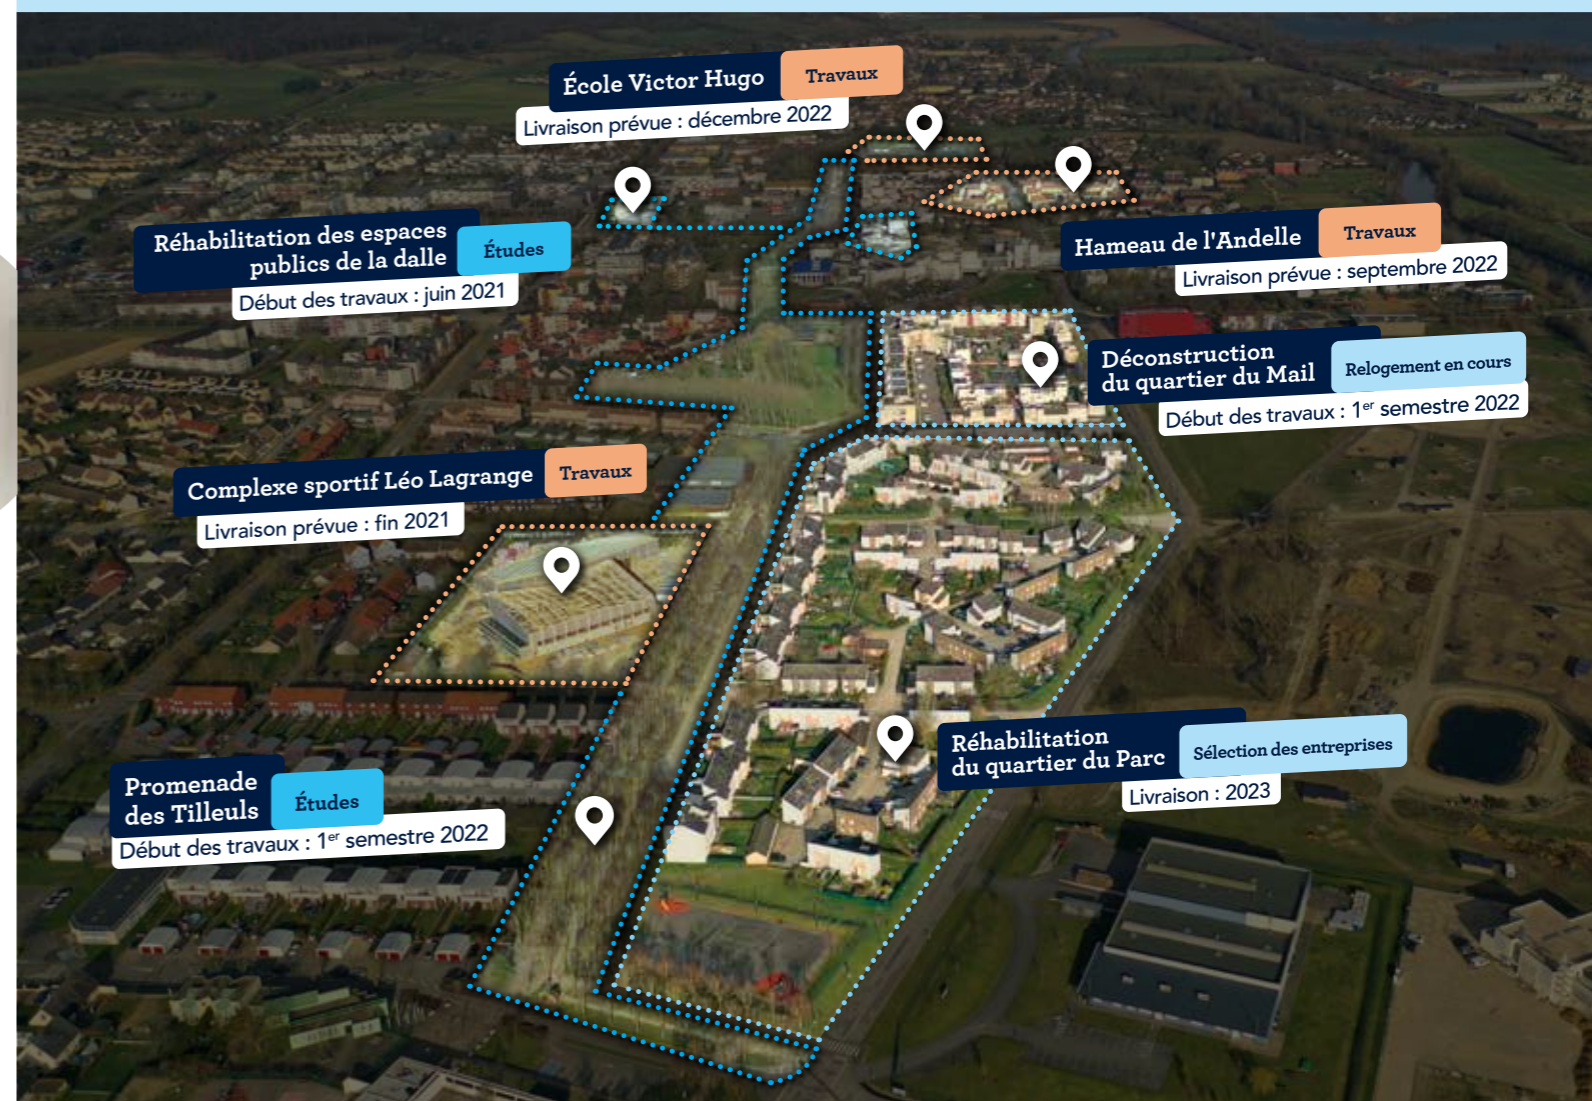 École Victor Hugo
Travaux
Livraison prévue : décembre 2022
Réhabilitation des espaces
publics de la dalle
Études
Début des travaux : juin 2021
Hameau de l'Andelle
Travaux
Livraison prévue : septembre 2022
Déconstruction
du quartier du Mail
Relogement en cours
Début des travaux : 1er semestre 2022
Complexe sportif Léo Lagrange
Travaux
Livraison prévue : fin 2021
Réhabilitation
du quartier du Parc
Sélection des entreprises
Livraison : 2023
Promenade
des Tilleuls
Études
Début des travaux : 1er semestre 2022